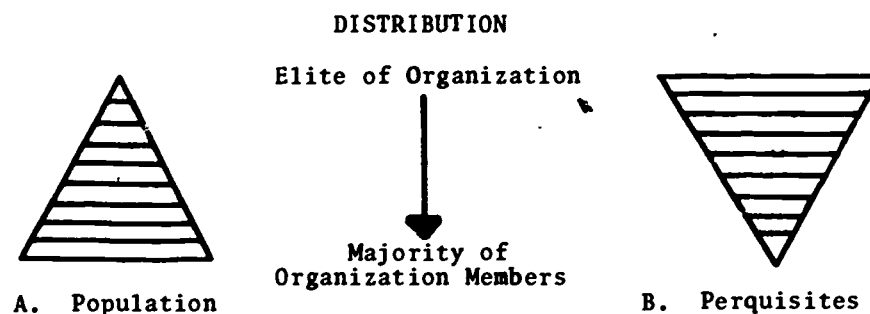 DISTRIBUTION
Elite of Organization
Majority of
Organization Members
A. Population
B. Perquisites